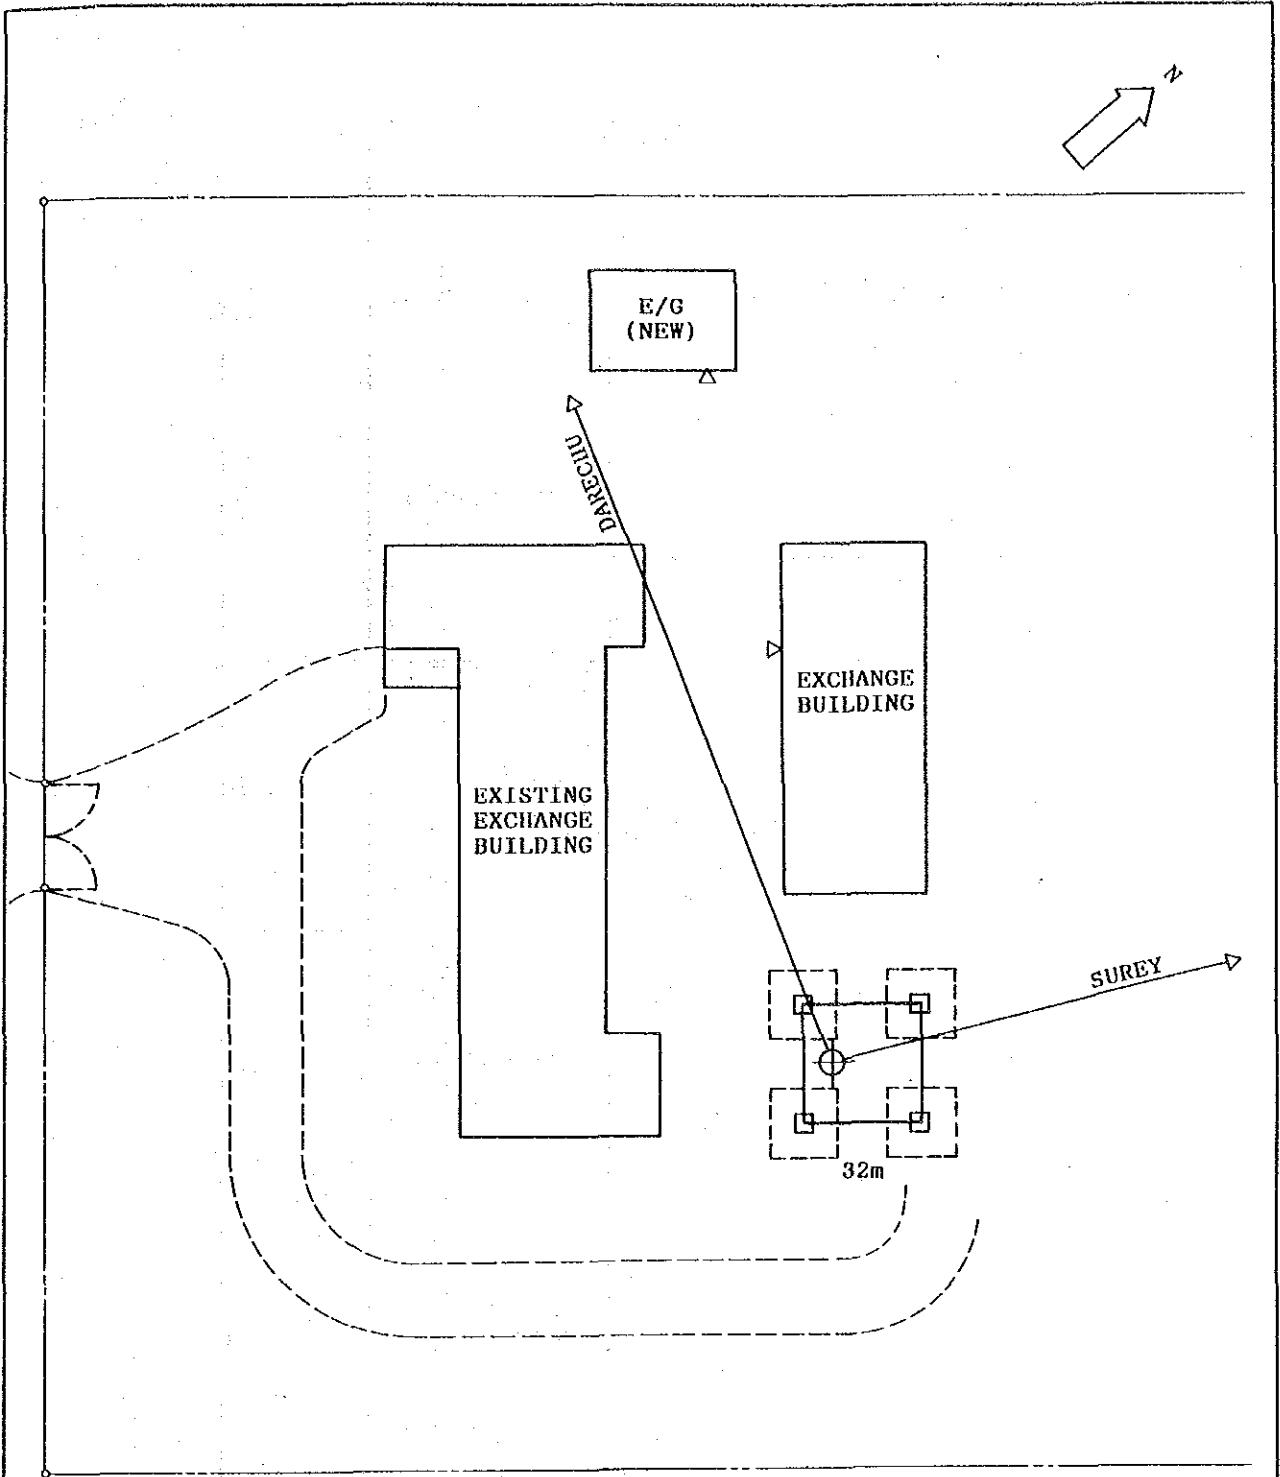 N
E/G
(NEW)
DARECHU
EXCHANGE
BUILDING
EXISTING
EXCHANGE
BUILDING
SUREY
32m